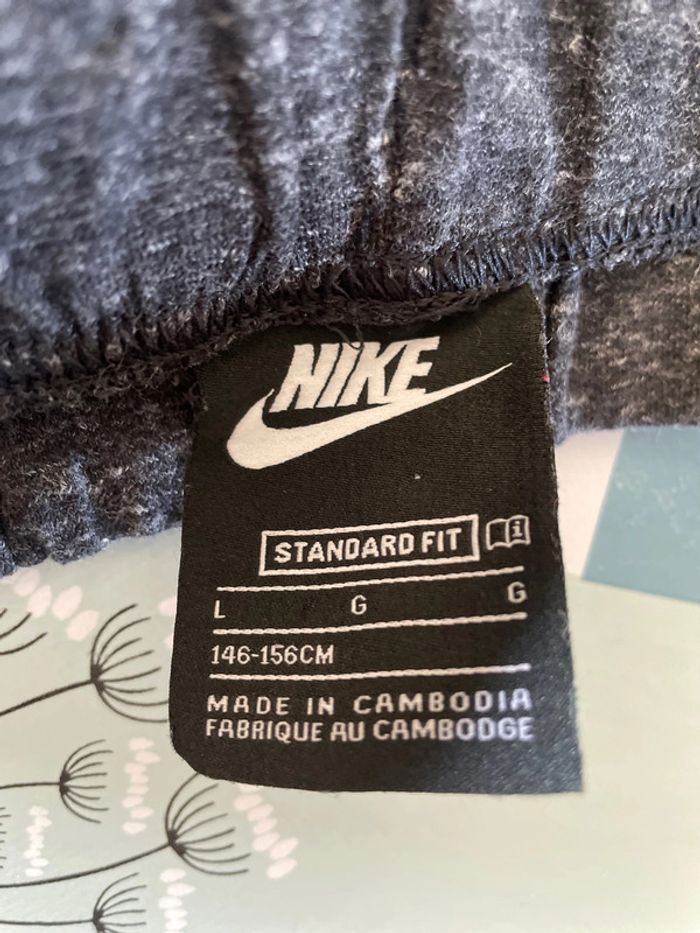 NIKE
STANDARD FIT
L G G
146-156CM
MADE IN CAMBODIA
FABRIQUE AU CAMBODGE